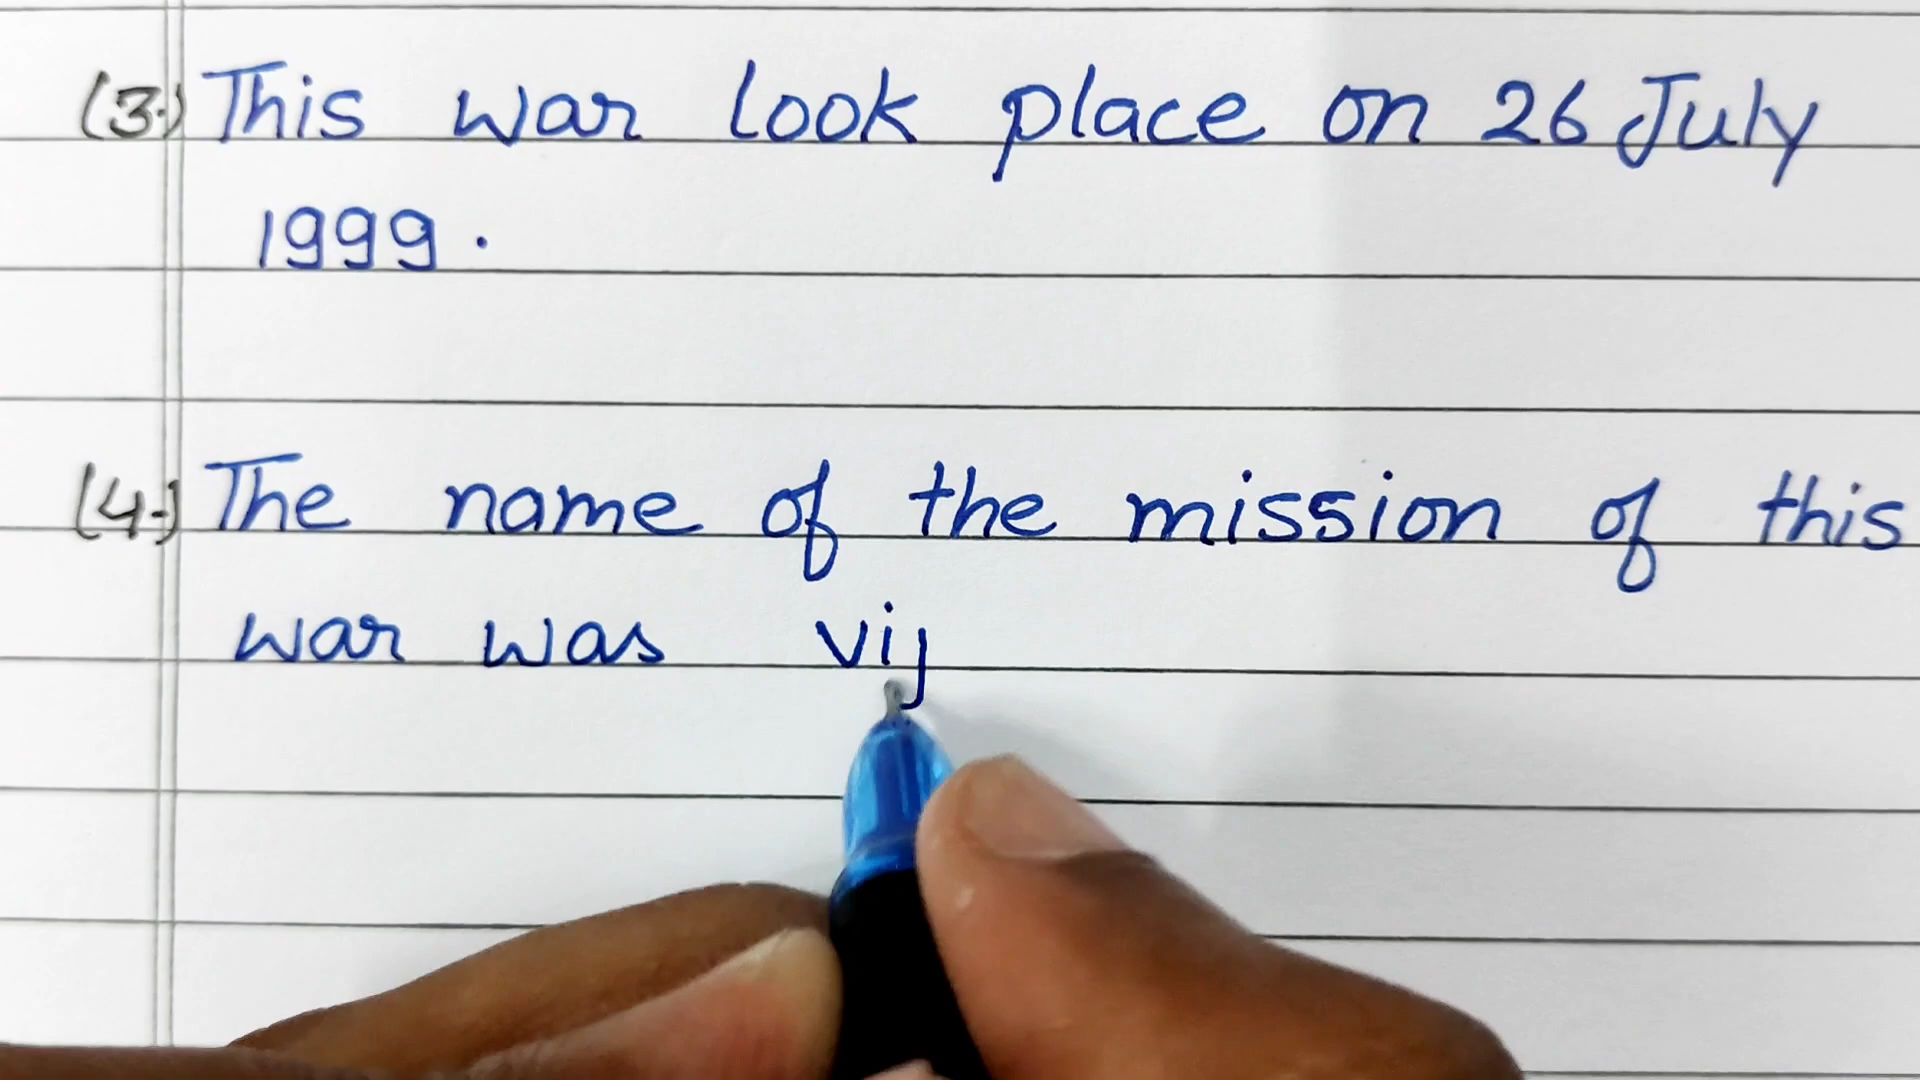 (3.) This war look place on 26 July
1999.
(4.) The name of the mission of this
war was vij